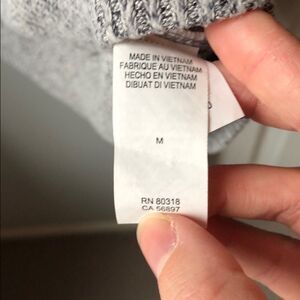 MADE IN VIETNAM
FABRIQUE AU VIETNAM
HECHO EN VIETNAM
DIBUAT DI VIETNAM
M
RN 80318
CA 56897